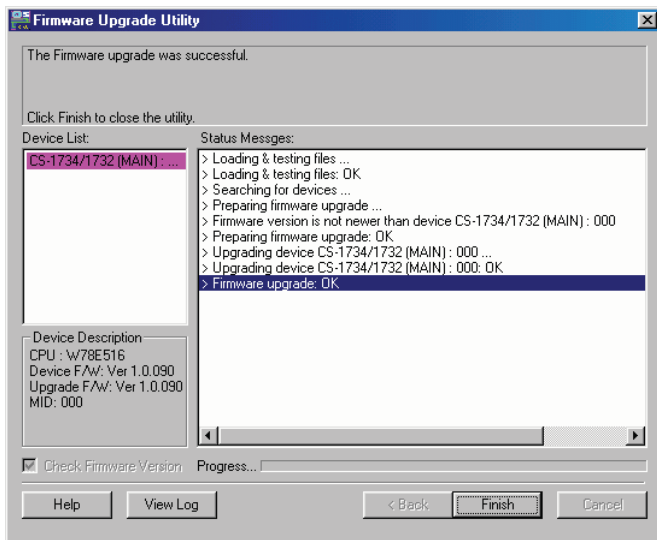 Firmware Upgrade Utility
The Firmware upgrade was successful.
Click Finish to close the utility.
Device List:
CS-1734/1732 (MAIN) : ...
Status Messges:
> Loading & testing files ...
> Loading & testing files: OK
> Searching for devices ...
> Preparing firmware upgrade ...
> Firmware version is not newer than device CS-1734/1732 (MAIN) : 000
> Preparing firmware upgrade: OK
> Upgrading device CS-1734/1732 (MAIN) : 000 ...
> Upgrading device CS-1734/1732 (MAIN) : 000: OK
> Firmware upgrade: OK
Device Description
CPU : W78E516
Device F/W: Ver 1.0.090
Upgrade F/W: Ver 1.0.090
MID: 000
Check Firmware Version
Progress...
Help
View Log
< Back
Finish
Cancel